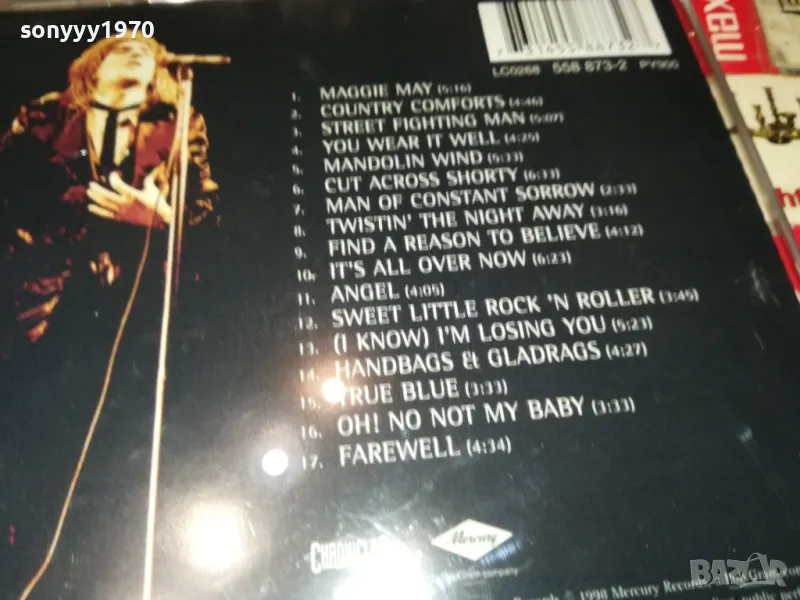 sonyyy1970
LC0268 558 873-2 PY900
1. MAGGIE MAY (5:16)
2. COUNTRY COMFORTS (4:46)
3. STREET FIGHTING MAN (5:07)
4. YOU WEAR IT WELL (4:25)
5. MANDOLIN WIND (5:33)
6. CUT ACROSS SHORTY (6:33)
7. MAN OF CONSTANT SORROW (2:33)
8. TWISTIN' THE NIGHT AWAY (3:16)
9. FIND A REASON TO BELIEVE (4:12)
10. IT'S ALL OVER NOW (6:23)
11. ANGEL (4:05)
12. SWEET LITTLE ROCK 'N ROLLER (3:45)
13. (I KNOW) I'M LOSING YOU (5:23)
14. HANDBAGS & GLADRAGS (4:27)
15. TRUE BLUE (3:33)
16. OH! NO NOT MY BABY (3:33)
17. FAREWELL (4:34)
Mercury
company
Records © 1998 Mercury Records
public
bazar